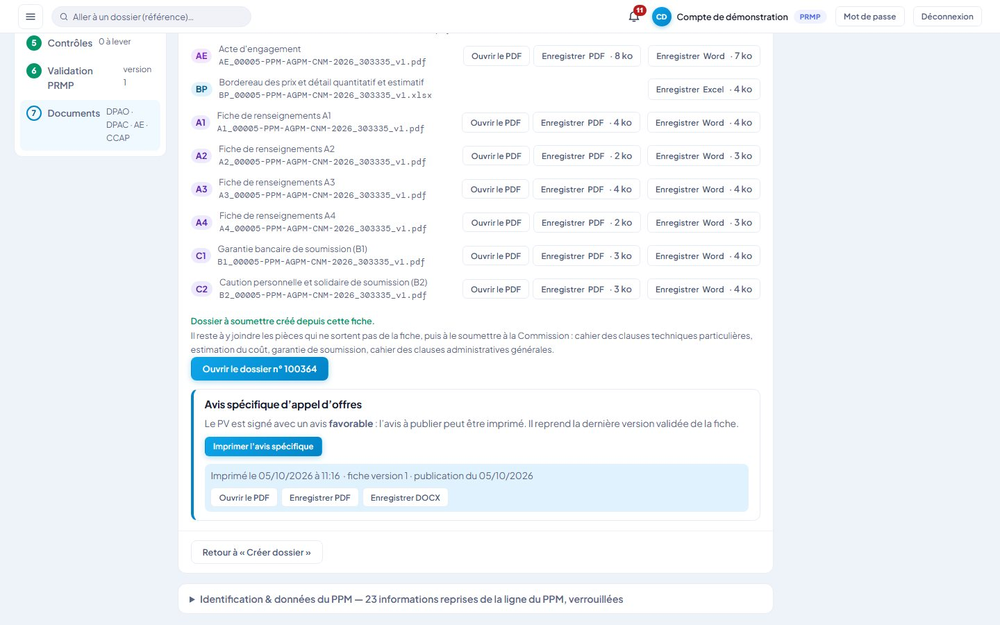 Aller à un dossier (référence)...
11
CD Compte de démonstration PRMP Mot de passe Déconnexion
5 Contrôles 0 à lever
6 Validation PRMP version 1
7 Documents DPAO · DPAC · AE · CCAP
AE Acte d'engagement
AE_00005-PPM-AGPM-CNM-2026_303335_v1.pdf
Ouvrir le PDF Enregistrer PDF · 8 ko Enregistrer Word · 7 ko
BP Bordereau des prix et détail quantitatif et estimatif
BP_00005-PPM-AGPM-CNM-2026_303335_v1.xlsx
Enregistrer Excel · 4 ko
A1 Fiche de renseignements A1
A1_00005-PPM-AGPM-CNM-2026_303335_v1.pdf
Ouvrir le PDF Enregistrer PDF · 4 ko Enregistrer Word · 4 ko
A2 Fiche de renseignements A2
A2_00005-PPM-AGPM-CNM-2026_303335_v1.pdf
Ouvrir le PDF Enregistrer PDF · 2 ko Enregistrer Word · 3 ko
A3 Fiche de renseignements A3
A3_00005-PPM-AGPM-CNM-2026_303335_v1.pdf
Ouvrir le PDF Enregistrer PDF · 4 ko Enregistrer Word · 4 ko
A4 Fiche de renseignements A4
A4_00005-PPM-AGPM-CNM-2026_303335_v1.pdf
Ouvrir le PDF Enregistrer PDF · 2 ko Enregistrer Word · 3 ko
C1 Garantie bancaire de soumission (B1)
B1_00005-PPM-AGPM-CNM-2026_303335_v1.pdf
Ouvrir le PDF Enregistrer PDF · 3 ko Enregistrer Word · 4 ko
C2 Caution personnelle et solidaire de soumission (B2)
B2_00005-PPM-AGPM-CNM-2026_303335_v1.pdf
Ouvrir le PDF Enregistrer PDF · 3 ko Enregistrer Word · 4 ko
Dossier à soumettre créé depuis cette fiche.
Il reste à y joindre les pièces qui ne sortent pas de la fiche, puis à le soumettre à la Commission : cahier des clauses techniques particulières,
estimation du coût, garantie de soumission, cahier des clauses administratives générales.
Ouvrir le dossier n° 100364
Avis spécifique d'appel d'offres
Le PV est signé avec un avis favorable : l'avis à publier peut être imprimé. Il reprend la dernière version validée de la fiche.
Imprimer l'avis spécifique
Imprimé le 05/10/2026 à 11:16 · fiche version 1 · publication du 05/10/2026
Ouvrir le PDF Enregistrer PDF Enregistrer DOCX
Retour à « Créer dossier »
Identification & données du PPM — 23 informations reprises de la ligne du PPM, verrouillées